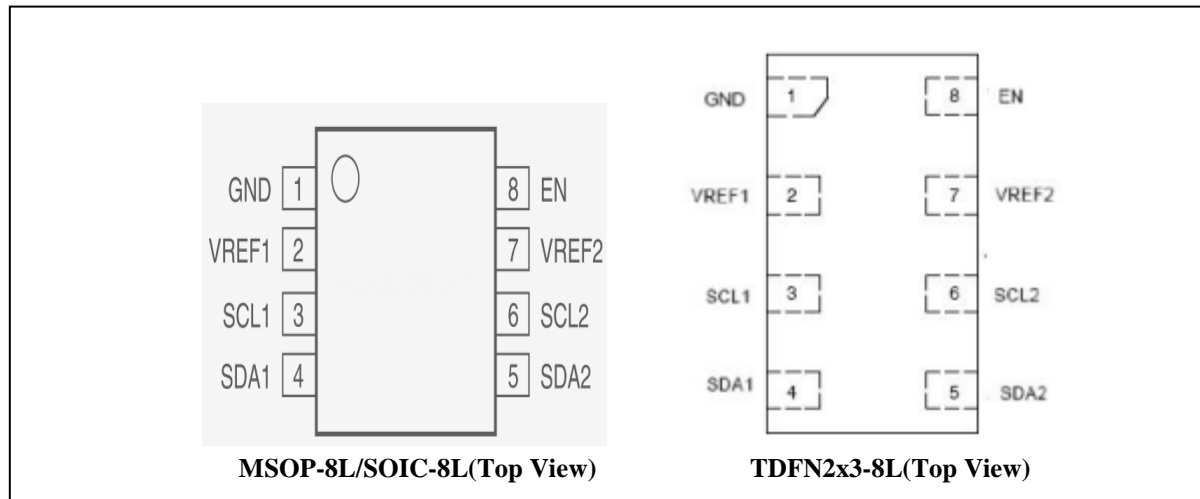 GND 1 8 EN
VREF1 2 7 VREF2
SCL1 3 6 SCL2
SDA1 4 5 SDA2
MSOP-8L/SOIC-8L(Top View)
GND 1 8 EN
VREF1 2 7 VREF2
SCL1 3 6 SCL2
SDA1 4 5 SDA2
TDFN2x3-8L(Top View)